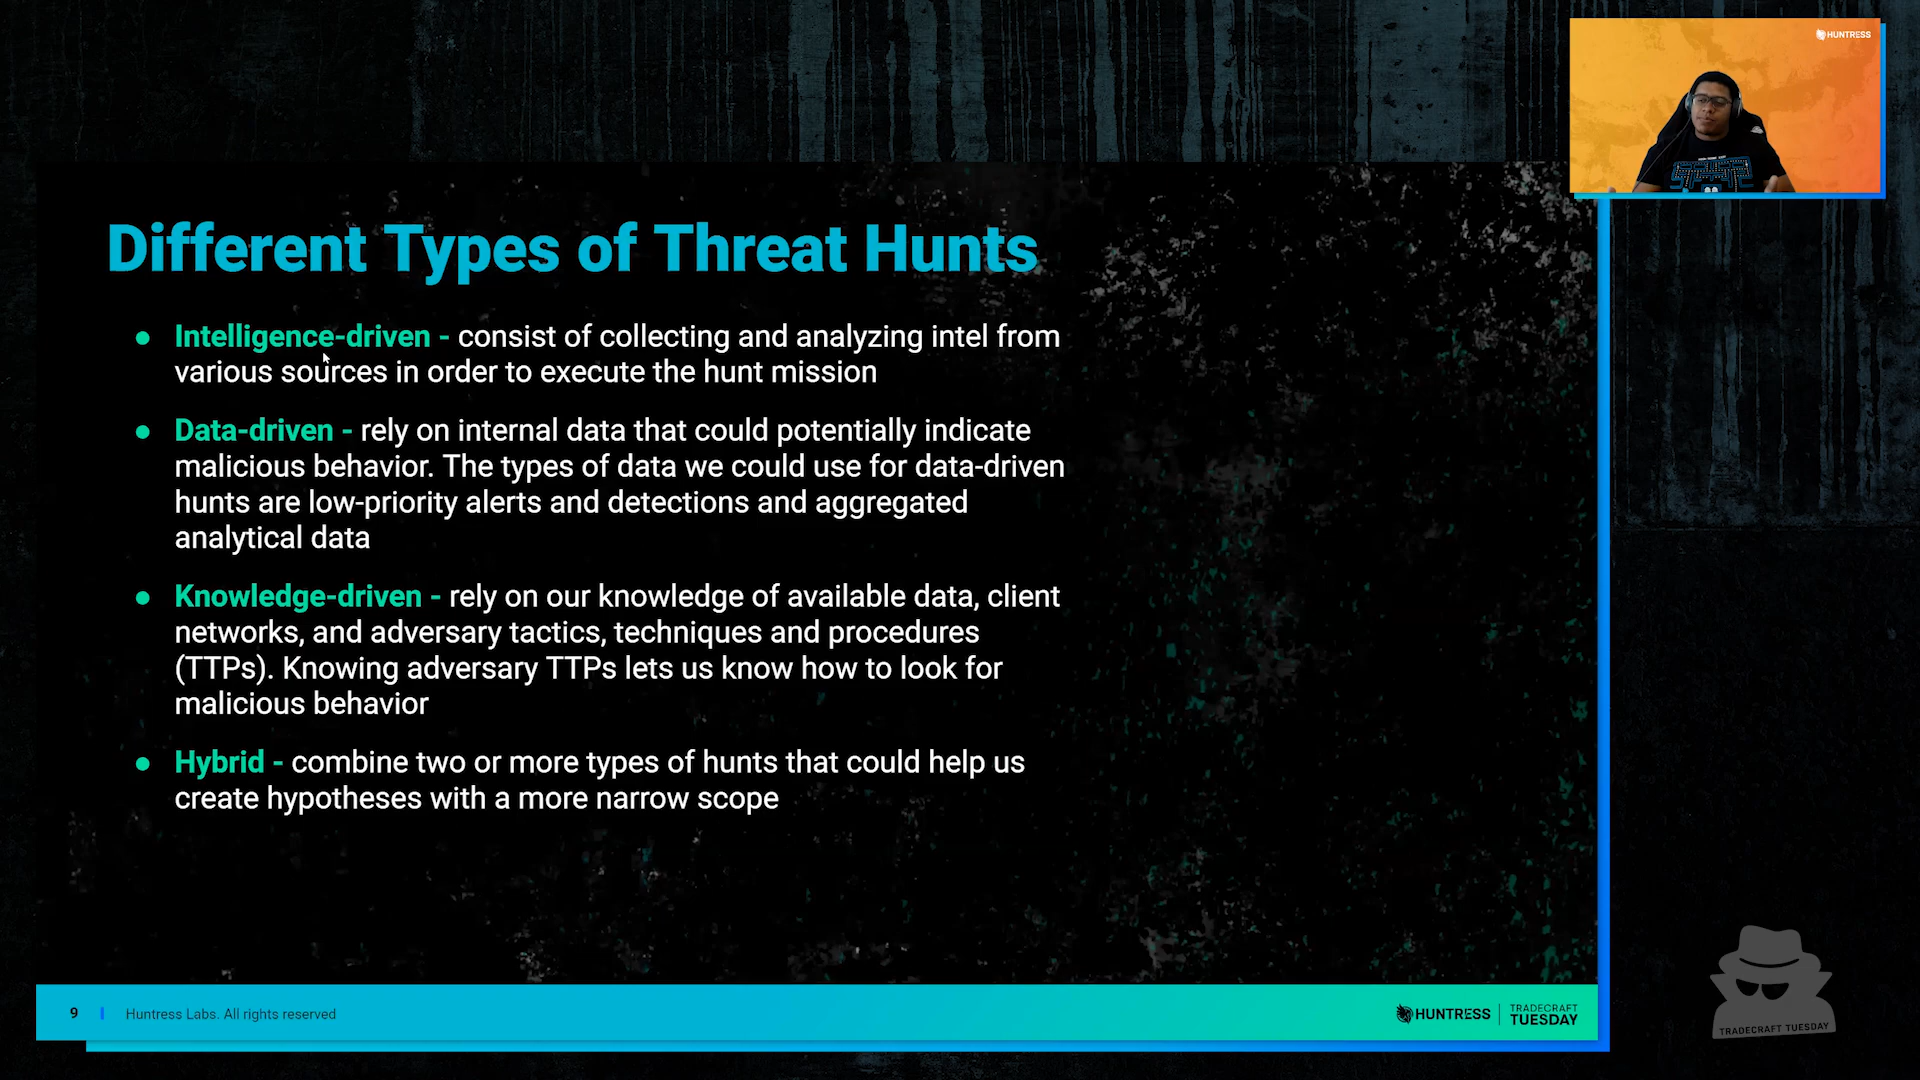 HUNTRESS
Different Types of Threat Hunts
● Intelligence-driven - consist of collecting and analyzing intel from
various sources in order to execute the hunt mission
● Data-driven - rely on internal data that could potentially indicate
malicious behavior. The types of data we could use for data-driven
hunts are low-priority alerts and detections and aggregated
analytical data
● Knowledge-driven - rely on our knowledge of available data, client
networks, and adversary tactics, techniques and procedures
(TTPs). Knowing adversary TTPs lets us know how to look for
malicious behavior
● Hybrid - combine two or more types of hunts that could help us
create hypotheses with a more narrow scope
9 Huntress Labs. All rights reserved
HUNTRESS
TRADECRAFT
TUESDAY
TRADECRAFT TUESDAY